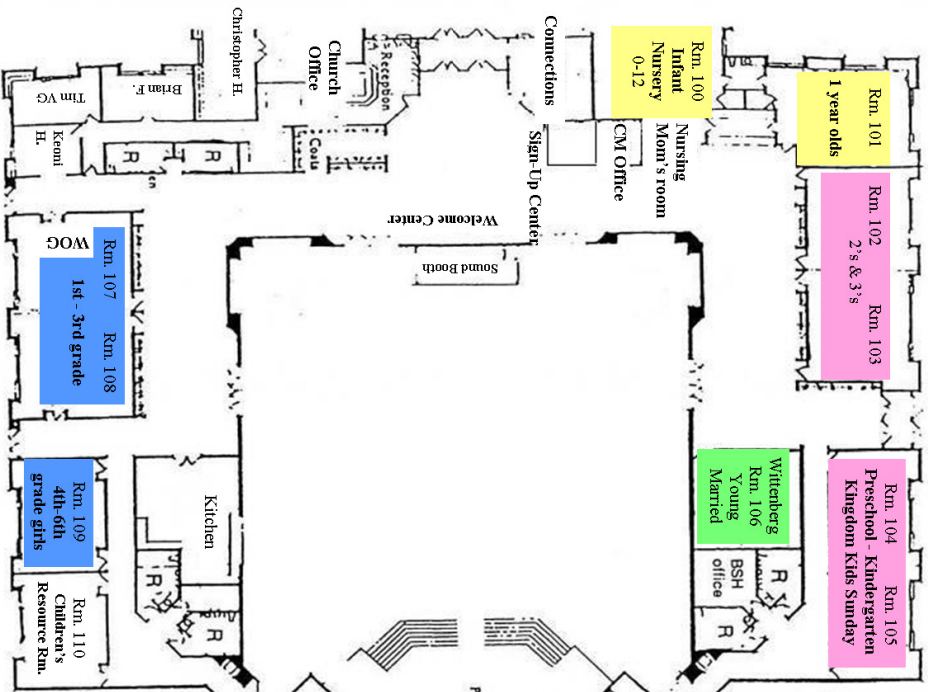 Christopher H.
Church
Office
Reception
Connections
Rm. 100
Infant
Nursery
0-12
Rm. 101
1 year olds
Tim VG
Brian F.
Keoni
H.
R
R
Coats
Sign-Up Center
CM Office
Nursing
Mom's room
Welcome Center
Sound Booth
Rm. 102
Rm. 103
2's & 3's
WOG
Rm. 107
Rm. 108
1st - 3rd grade
Rm. 109
4th-6th
grade girls
Rm. 110
Children's
Resource Rm.
Kitchen
R
R
Wittenberg
Rm. 106
Young
Married
BSH
office
R
R
Rm. 104
Rm. 105
Preschool - Kindergarten
Kingdom Kids Sunday